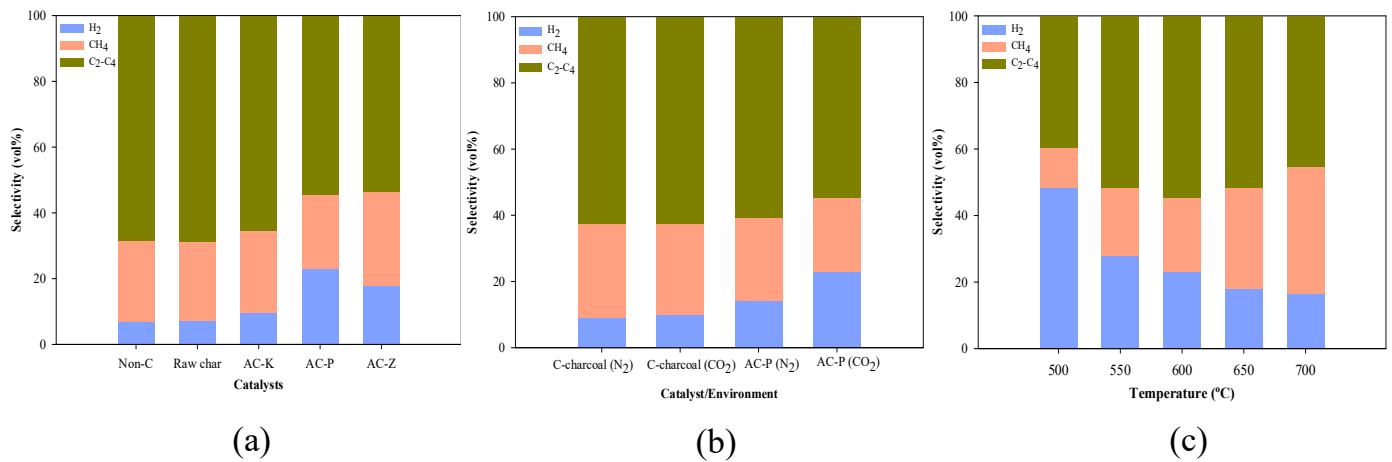 100
80
60
40
20
0
Selectivity (vol%)
H2
CH4
C2-C4
Non-C Raw char AC-K AC-P AC-Z
Catalysts
(a)
100
80
60
40
20
0
Selectivity (vol%)
H2
CH4
C2-C4
C-charcoal (N2) C-charcoal (CO2) AC-P (N2) AC-P (CO2)
Catalyst/Environment
(b)
100
80
60
40
20
0
Selectivity (vol%)
H2
CH4
C2-C4
500 550 600 650 700
Temperature (oC)
(c)